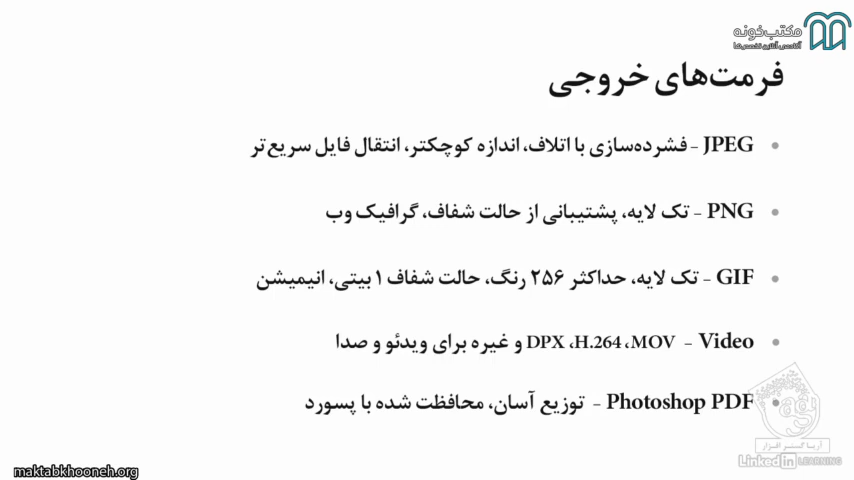 مکتب‌خونه
آکادمی آنلاین تخصص‌ها
فرمت‌های خروجی
JPEG - فشرده‌سازی با اتلاف، اندازه کوچکتر، انتقال فایل سریع‌تر
PNG - تک لایه، پشتیبانی از حالت شفاف، گرافیک وب
GIF - تک لایه، حداکثر ۲۵۶ رنگ، حالت شفاف ۱ بیتی، انیمیشن
Video - DPX ،H.264 ،MOV و غیره برای ویدئو و صدا
Photoshop PDF - توزیع آسان، محافظت شده با پسورد
آریا گستر افزار
LinkedIn LEARNING
maktabkhooneh.org